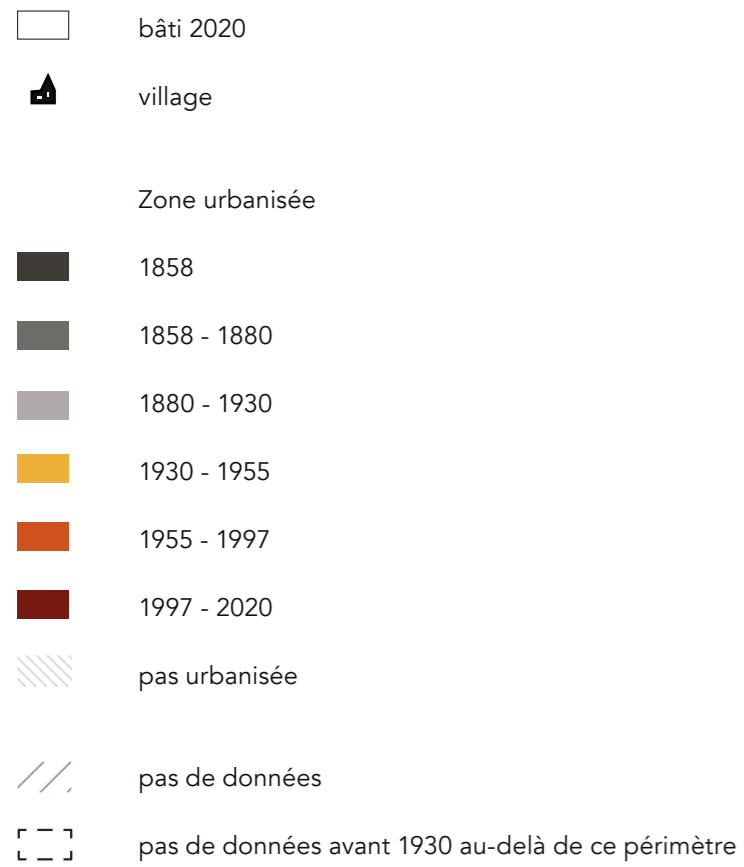 bâti 2020
village
Zone urbanisée
1858
1858 - 1880
1880 - 1930
1930 - 1955
1955 - 1997
1997 - 2020
pas urbanisée
pas de données
pas de données avant 1930 au-delà de ce périmètre